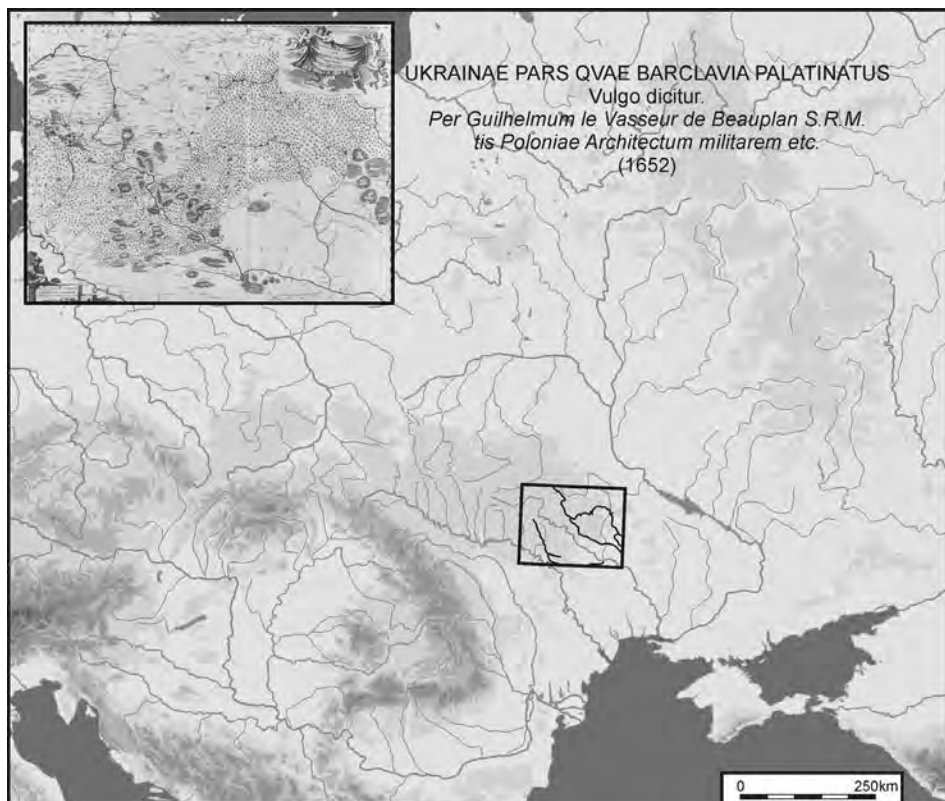 UKRAINAE PARS QVAE BARCLAVIA PALATINATUS
Vulgo dicitur.
Per Guilhelmum le Vasseur de Beauplan S.R.M.
tis Poloniae Architectum militarem etc.
(1652)
0 250km